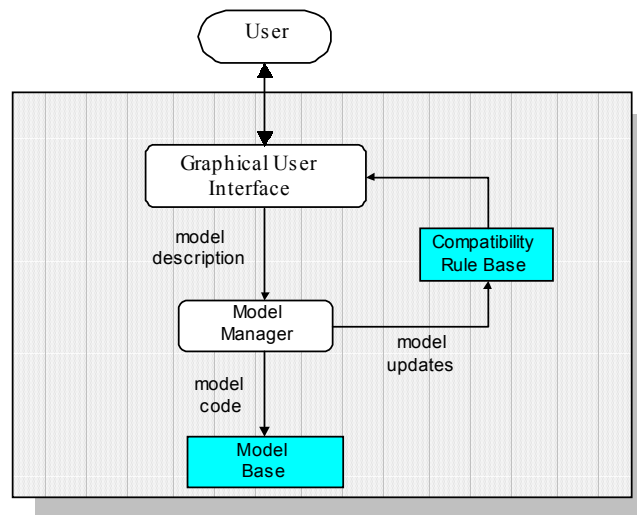 User
Graphical User
Interface
model
description
Compatibility
Rule Base
Model
Manager
model
updates
model
code
Model
Base